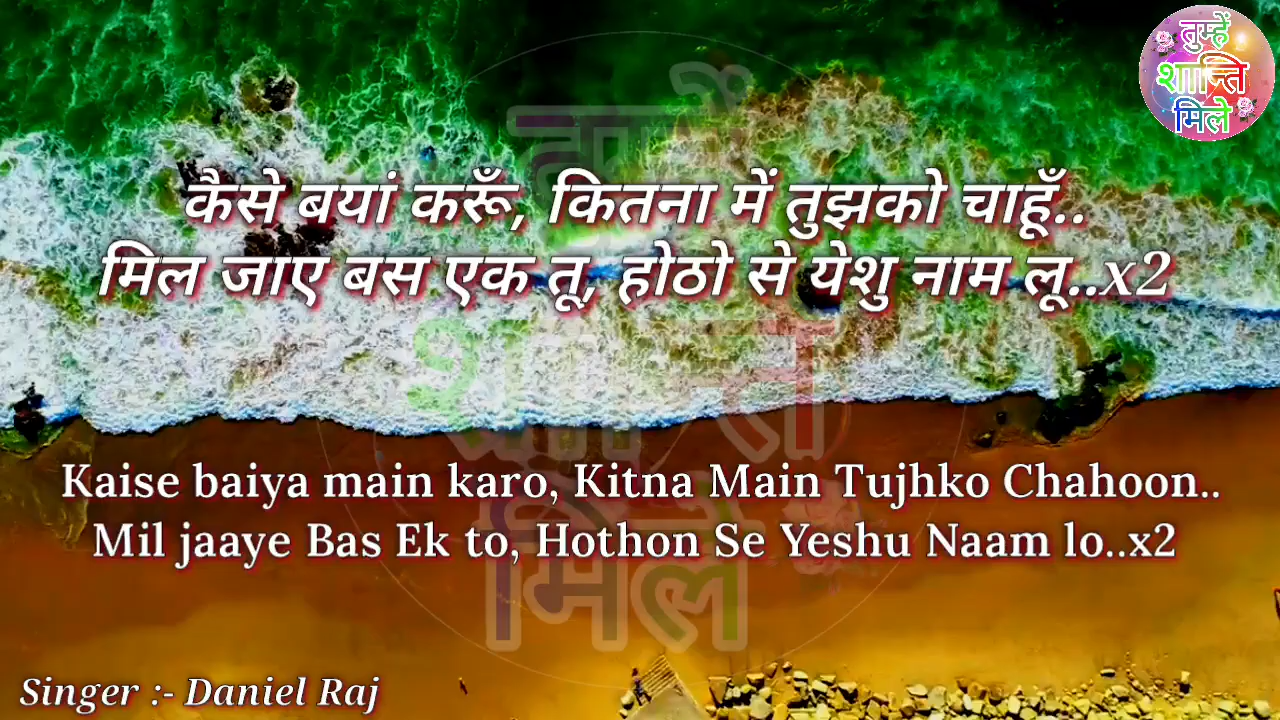 तुम्हें
शान्ति
मिले
कैसे बयां करूँ, कितना में तुझको चाहूँ..
मिल जाए बस एक तू, होठो से येशु नाम लू..x2
Kaise baiya main karo, Kitna Main Tujhko Chahoon..
Mil jaaye Bas Ek to, Hothon Se Yeshu Naam lo..x2
Singer :- Daniel Raj